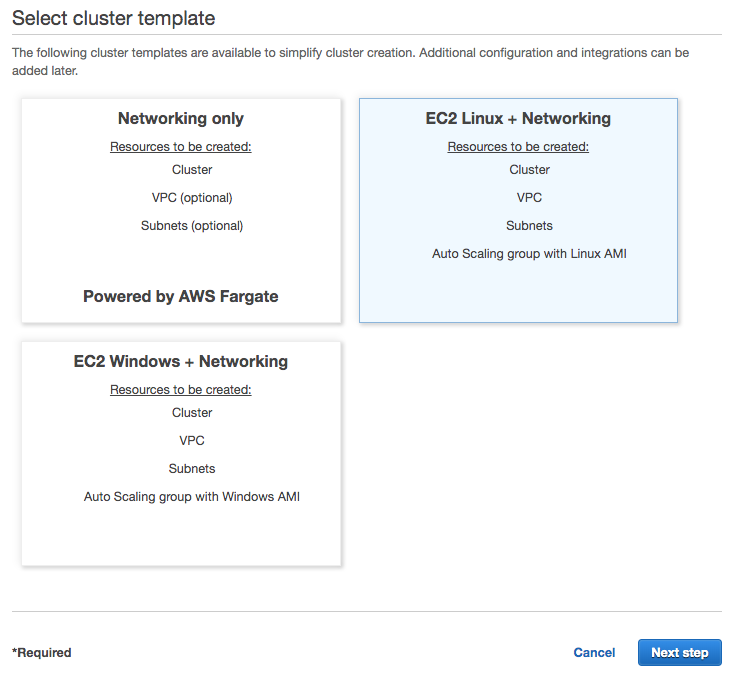 Select cluster template
The following cluster templates are available to simplify cluster creation. Additional configuration and integrations can be
added later.
Networking only
Resources to be created:
Cluster
VPC (optional)
Subnets (optional)
Powered by AWS Fargate
EC2 Linux + Networking
Resources to be created:
Cluster
VPC
Subnets
Auto Scaling group with Linux AMI
EC2 Windows + Networking
Resources to be created:
Cluster
VPC
Subnets
Auto Scaling group with Windows AMI
*Required
Cancel
Next step